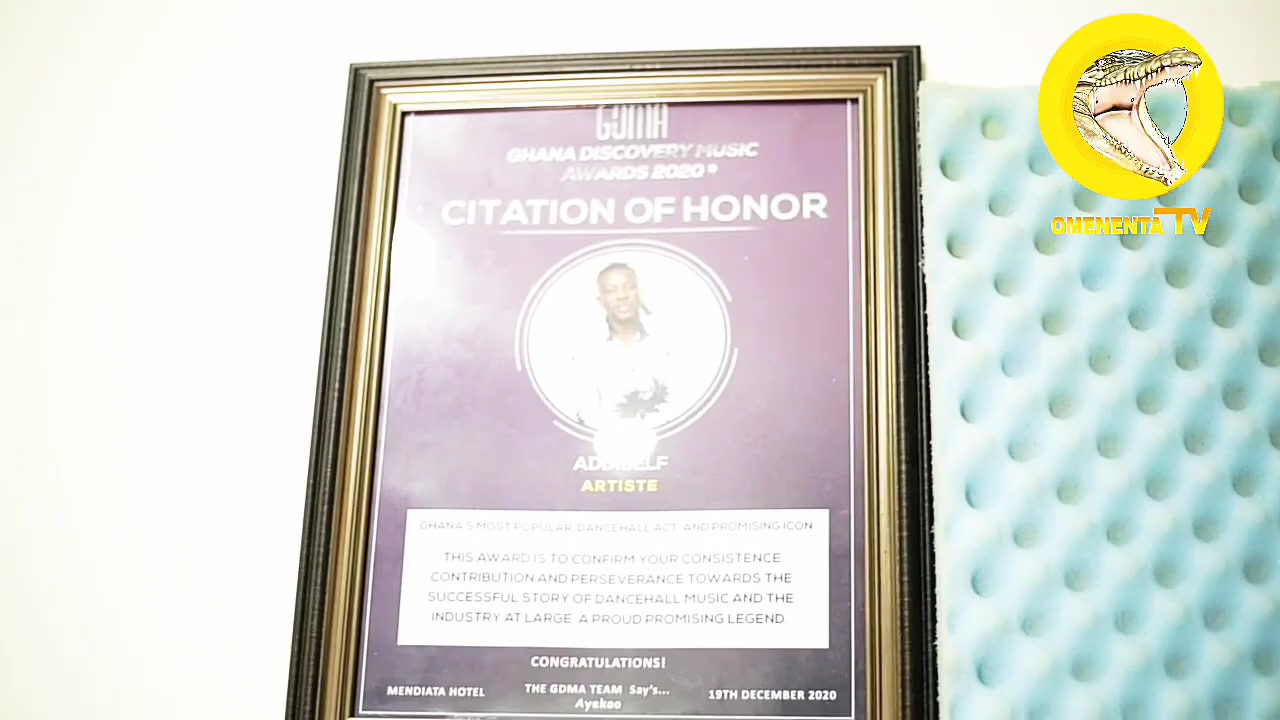 GDMA
GHANA DISCOVERY MUSIC
AWARDS 2020
CITATION OF HONOR
ADDISELF
ARTISTE
GHANA'S MOST POPULAR DANCEHALL ACT AND PROMISING ICON
THIS AWARD IS TO CONFIRM YOUR CONSISTENCE
CONTRIBUTION AND PERSEVERANCE TOWARDS THE
SUCCESSFUL STORY OF DANCEHALL MUSIC AND THE
INDUSTRY AT LARGE A PROUD PROMISING LEGEND.
CONGRATULATIONS!
MENDIATA HOTEL
THE GDMA TEAM Say's...
Ayekoo
19TH DECEMBER 2020
OMENENTA TV